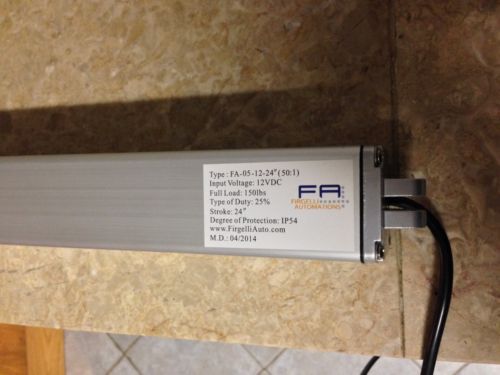 Type : FA-05-12-24" (50:1)
Input Voltage: 12VDC
Full Load: 150lbs
Type of Duty: 25%
Stroke: 24"
Degree of Protection: IP54
www.FirgelliAuto.com
M.D.: 04/2014
FA
FIRGELLI
AUTOMATIONS®